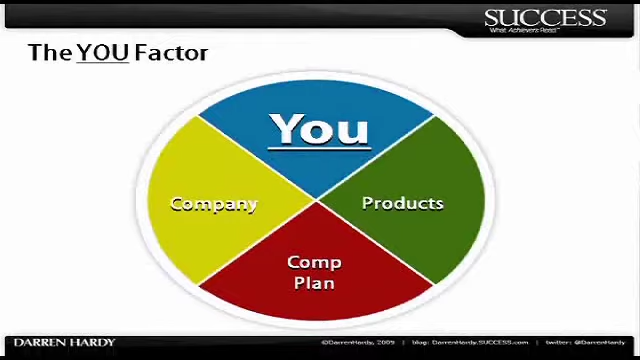 SUCCESS
What Achievers Read™
The YOU Factor
You
Company
Products
Comp
Plan
DARREN HARDY
©DarrenHardy, 2009 | blog: DarrenHardy.SUCCESS.com | twitter: @DarrenHardy